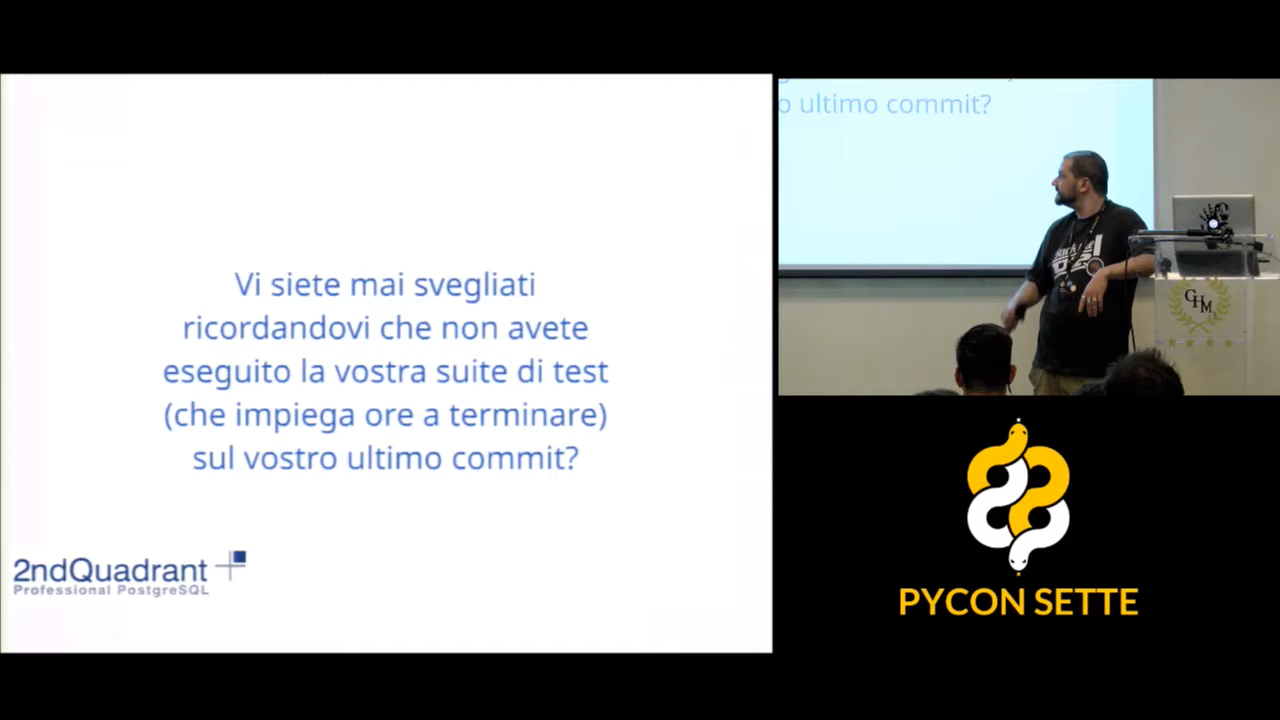 Vi siete mai svegliati
ricordandovi che non avete
eseguito la vostra suite di test
(che impiega ore a terminare)
sul vostro ultimo commit?
2ndQuadrant
Professional PostgreSQL
o ultimo commit?
GHM
PYCON SETTE